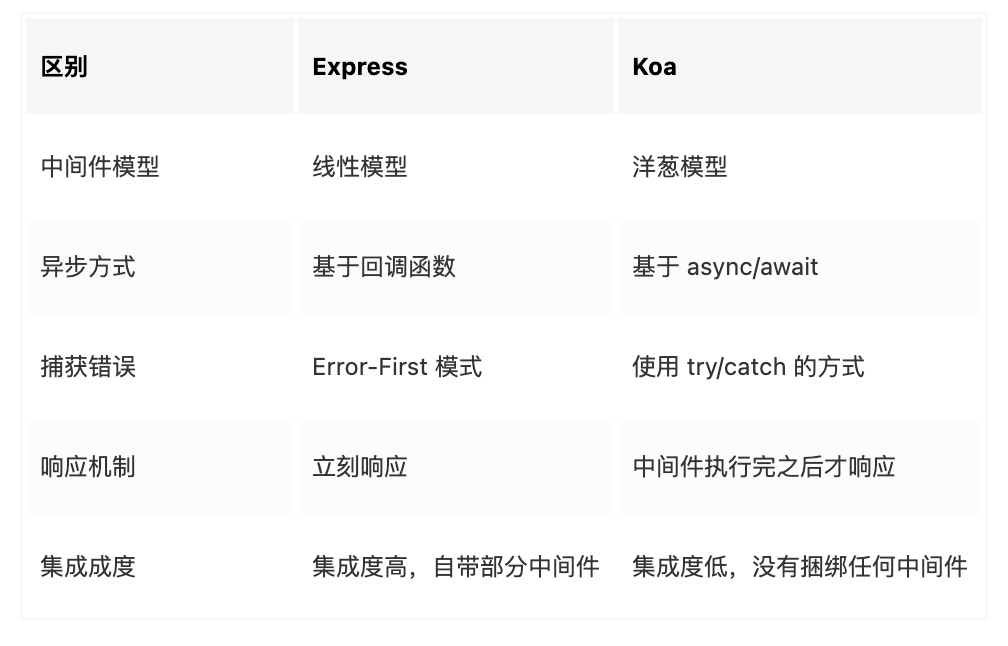 区别 Express Koa
中间件模型 线性模型 洋葱模型
异步方式 基于回调函数 基于 async/await
捕获错误 Error-First 模式 使用 try/catch 的方式
响应机制 立刻响应 中间件执行完之后才响应
集成成度 集成度高，自带部分中间件 集成度低，没有捆绑任何中间件